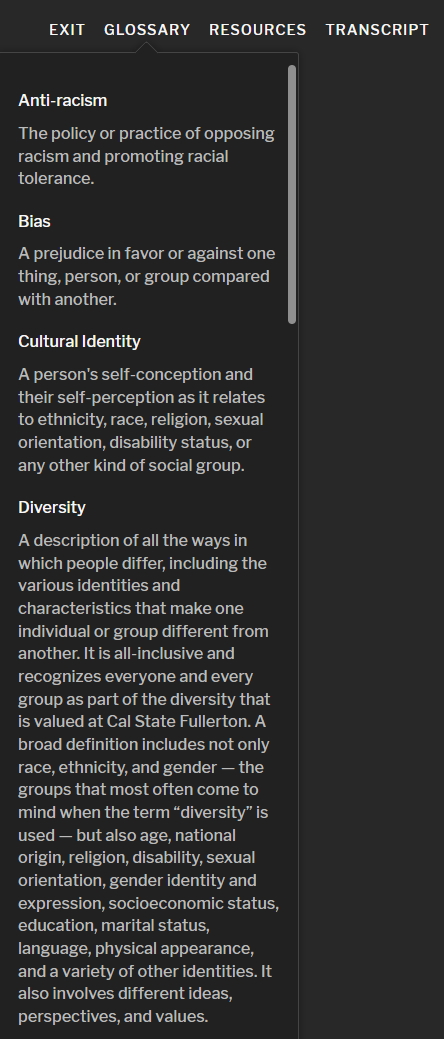 EXIT GLOSSARY RESOURCES TRANSCRIPT
Anti-racism
The policy or practice of opposing
racism and promoting racial
tolerance.
Bias
A prejudice in favor or against one
thing, person, or group compared
with another.
Cultural Identity
A person's self-conception and
their self-perception as it relates
to ethnicity, race, religion, sexual
orientation, disability status, or
any other kind of social group.
Diversity
A description of all the ways in
which people differ, including the
various identities and
characteristics that make one
individual or group different from
another. It is all-inclusive and
recognizes everyone and every
group as part of the diversity that
is valued at Cal State Fullerton. A
broad definition includes not only
race, ethnicity, and gender — the
groups that most often come to
mind when the term “diversity” is
used — but also age, national
origin, religion, disability, sexual
orientation, gender identity and
expression, socioeconomic status,
education, marital status,
language, physical appearance,
and a variety of other identities. It
also involves different ideas,
perspectives, and values.